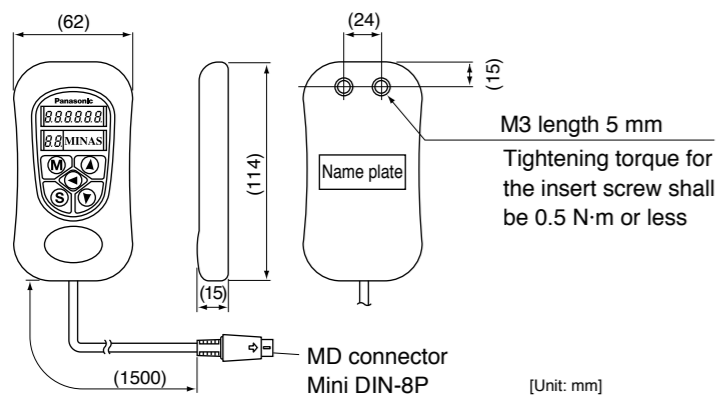 (62)
(24)
(15)
Panasonic
8.8.8.8.8.8.
8.8 MINAS
M
S
(114)
(15)
Name plate
M3 length 5 mm
Tightening torque for
the insert screw shall
be 0.5 N·m or less
(1500)
MD connector
Mini DIN-8P
[Unit: mm]